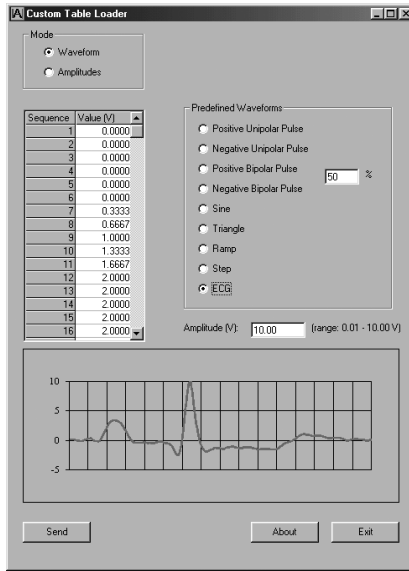 Custom Table Loader
Mode
Waveform
Amplitudes
Sequence Value (V)
1 0.0000
2 0.0000
3 0.0000
4 0.0000
5 0.0000
6 0.0000
7 0.3333
8 0.6667
9 1.0000
10 1.3333
11 1.6667
12 2.0000
13 2.0000
14 2.0000
15 2.0000
16 2.0000
Predefined Waveforms
Positive Unipolar Pulse
Negative Unipolar Pulse
Positive Bipolar Pulse
Negative Bipolar Pulse
50 %
Sine
Triangle
Ramp
Step
ECG
Amplitude (V): 10.00 (range: 0.01 - 10.00 V)
10
5
0
-5
Send About Exit